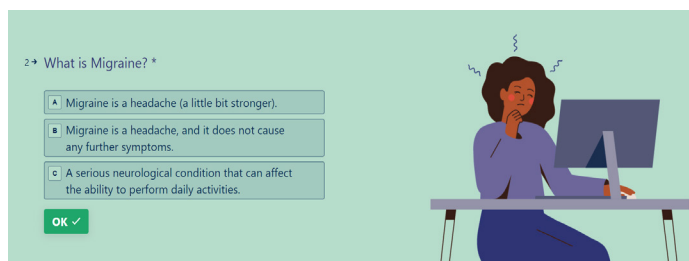 2→ What is Migraine? *
A Migraine is a headache (a little bit stronger).
B Migraine is a headache, and it does not cause
any further symptoms.
C A serious neurological condition that can affect
the ability to perform daily activities.
OK ✓